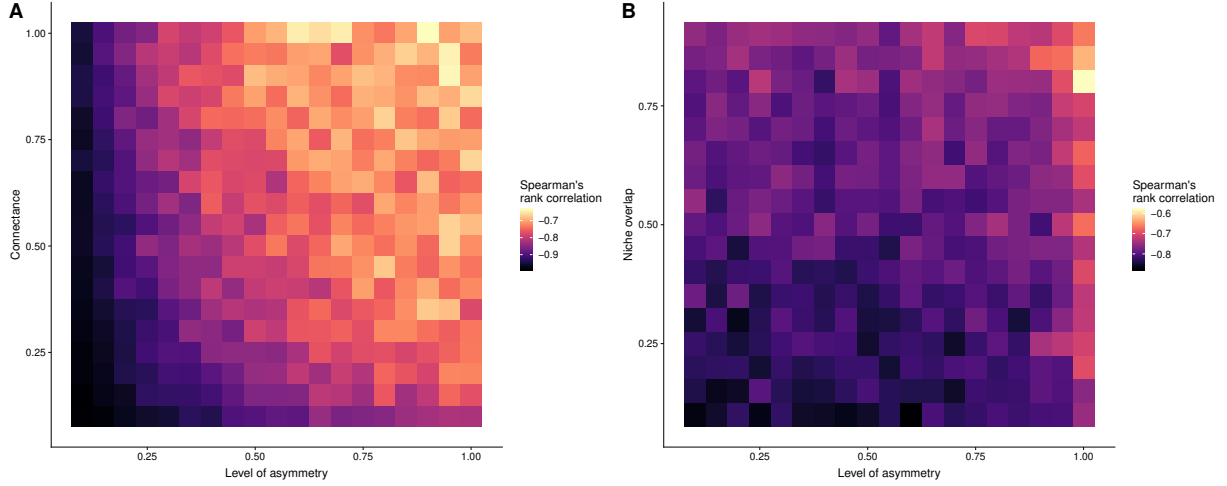 A
1.00
0.75
0.50
0.25
Connectance
0.25
0.50
0.75
1.00
Level of asymmetry
Spearman's
rank correlation
−0.7
−0.8
−0.9
B
0.75
0.50
0.25
Niche overlap
0.25
0.50
0.75
1.00
Level of asymmetry
Spearman's
rank correlation
−0.6
−0.7
−0.8